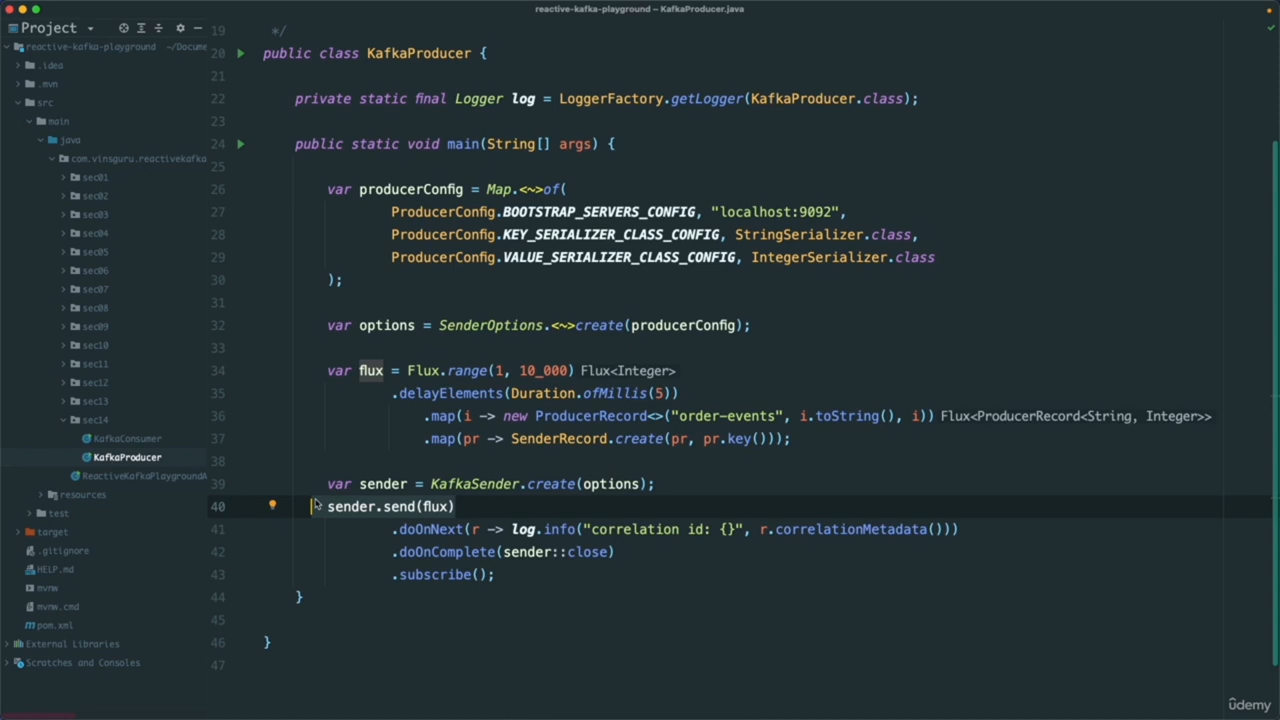 reactive-kafka-playground – KafkaProducer.java
Project
reactive-kafka-playground ~/Docume
.idea
.mvn
src
main
java
com.vinsguru.reactivekafka
sec01
sec02
sec03
sec04
sec05
sec06
sec07
sec08
sec09
sec10
sec11
sec12
sec13
sec14
KafkaConsumer
KafkaProducer
ReactiveKafkaPlaygroundA
resources
test
target
.gitignore
HELP.md
mvnw
mvnw.cmd
pom.xml
External Libraries
Scratches and Consoles
19 */
20 public class KafkaProducer {
21
22 private static final Logger log = LoggerFactory.getLogger(KafkaProducer.class);
23
24 public static void main(String[] args) {
25
26 var producerConfig = Map.<~>of(
27 ProducerConfig.BOOTSTRAP_SERVERS_CONFIG, "localhost:9092",
28 ProducerConfig.KEY_SERIALIZER_CLASS_CONFIG, StringSerializer.class,
29 ProducerConfig.VALUE_SERIALIZER_CLASS_CONFIG, IntegerSerializer.class
30 );
31
32 var options = SenderOptions.<~>create(producerConfig);
33
34 var flux = Flux.range(1, 10_000) Flux<Integer>
35 .delayElements(Duration.ofMillis(5))
36 .map(i -> new ProducerRecord<>("order-events", i.toString(), i)) Flux<ProducerRecord<String, Integer>>
37 .map(pr -> SenderRecord.create(pr, pr.key()));
38
39 var sender = KafkaSender.create(options);
40 sender.send(flux)
41 .doOnNext(r -> log.info("correlation id: {}", r.correlationMetadata()))
42 .doOnComplete(sender::close)
43 .subscribe();
44 }
45
46 }
47
ûdemy